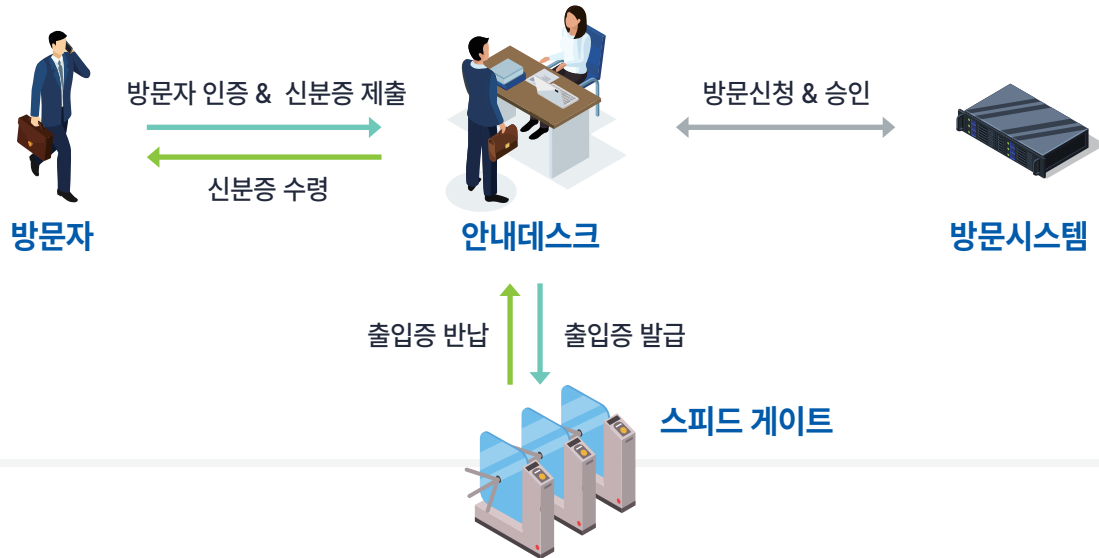 방문자 인증 & 신분증 제출
방문신청 & 승인
신분증 수령
방문자
안내데스크
방문시스템
출입증 반납
출입증 발급
스피드 게이트